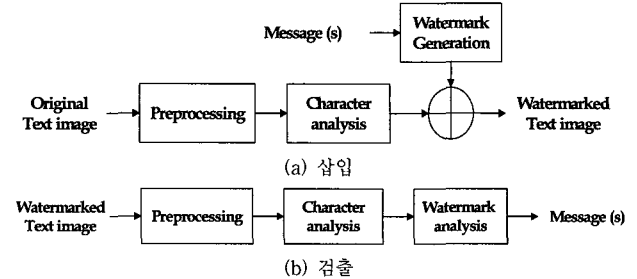 Message (s)
Watermark
Generation
Original
Text image
Preprocessing
Character
analysis
Watermarked
Text image
(a) 삽입
Watermarked
Text image
Preprocessing
Character
analysis
Watermark
analysis
Message (s)
(b) 검출